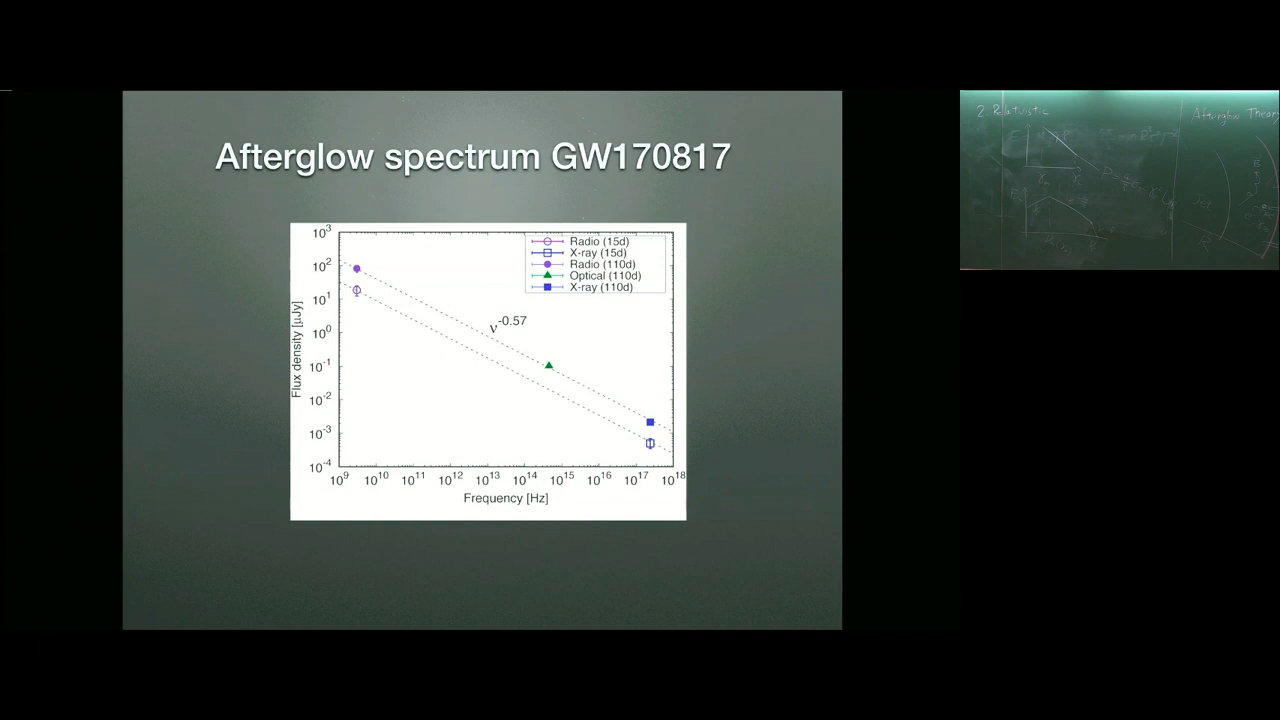 Afterglow spectrum GW170817
10³
10²
10¹
10⁰
10⁻¹
10⁻²
10⁻³
10⁻⁴
Flux density [μJy]
Radio (15d)
X-ray (15d)
Radio (110d)
Optical (110d)
X-ray (110d)
ν⁻⁰·⁵⁷
10⁹ 10¹⁰ 10¹¹ 10¹² 10¹³ 10¹⁴ 10¹⁵ 10¹⁶ 10¹⁷ 10¹⁸
Frequency [Hz]
Afterglow Theory